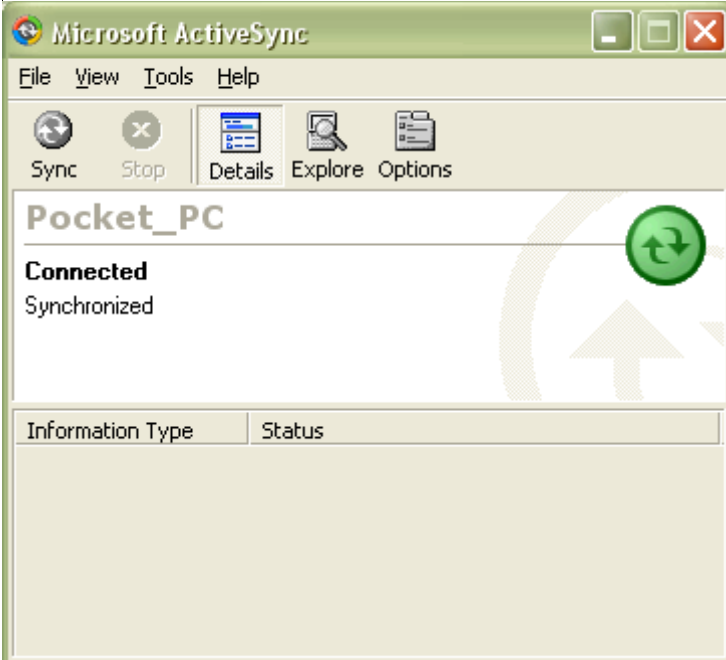 Microsoft ActiveSync
File View Tools Help
Sync Stop Details Explore Options
Pocket_PC
Connected
Synchronized
Information Type Status